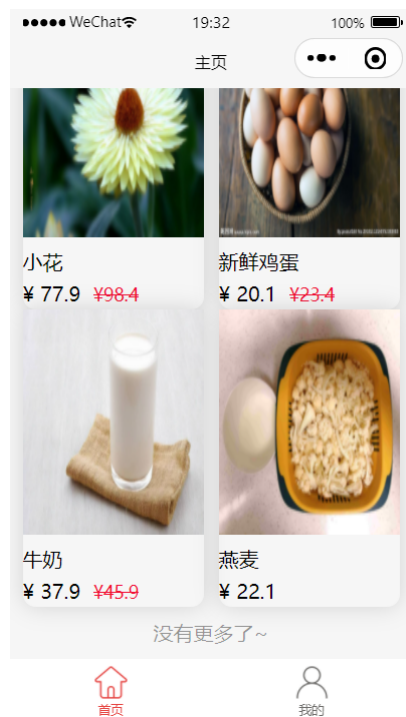 WeChat 19:32 100%
主页
小花 新鲜鸡蛋
¥ 77.9 ¥98.4 ¥ 20.1 ¥23.4
牛奶 燕麦
¥ 37.9 ¥45.9 ¥ 22.1
没有更多了~
首页 我的